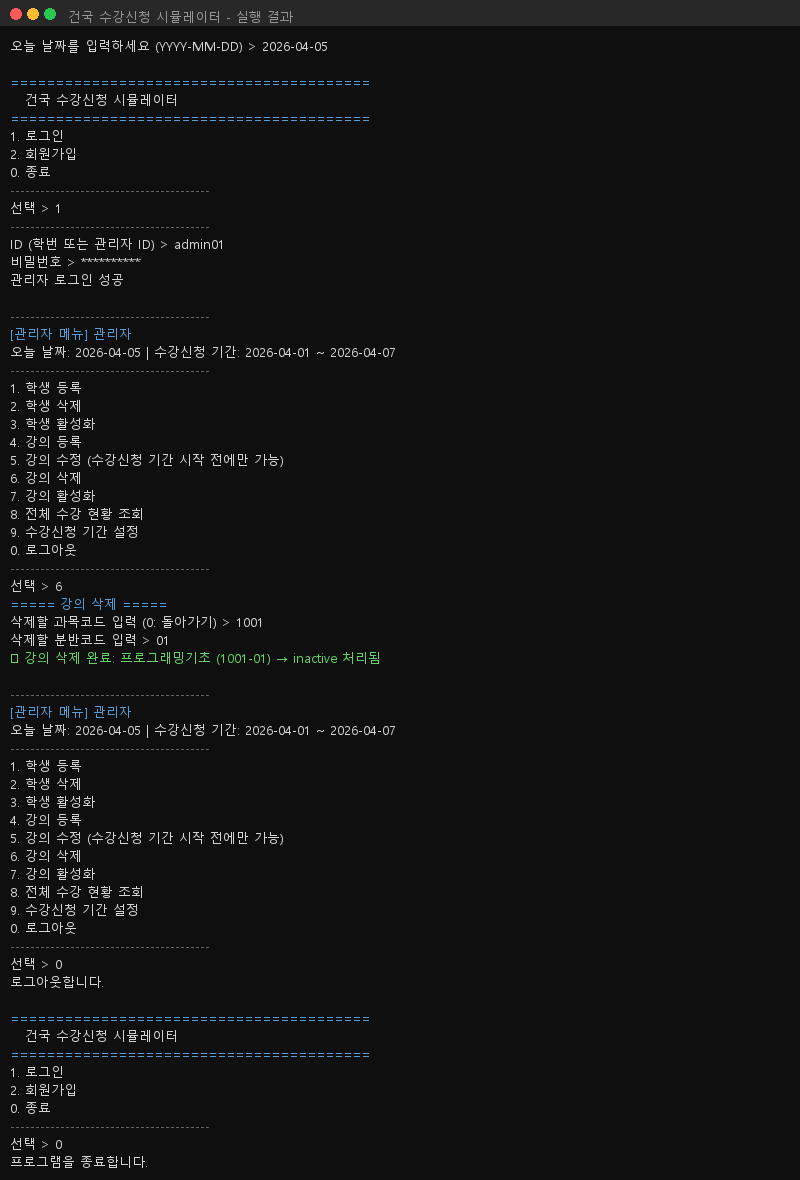 건국 수강신청 시뮬레이터 - 실행 결과
오늘 날짜를 입력하세요 (YYYY-MM-DD) > 2026-04-05
========================================
건국 수강신청 시뮬레이터
========================================
1. 로그인
2. 회원가입
0. 종료
----------------------------------------
선택 > 1
----------------------------------------
ID (학번 또는 관리자 ID) > admin01
비밀번호 > **********
관리자 로그인 성공
----------------------------------------
[관리자 메뉴] 관리자
오늘 날짜: 2026-04-05 | 수강신청 기간: 2026-04-01 ~ 2026-04-07
----------------------------------------
1. 학생 등록
2. 학생 삭제
3. 학생 활성화
4. 강의 등록
5. 강의 수정 (수강신청 기간 시작 전에만 가능)
6. 강의 삭제
7. 강의 활성화
8. 전체 수강 현황 조회
9. 수강신청 기간 설정
0. 로그아웃
----------------------------------------
선택 > 6
===== 강의 삭제 =====
삭제할 과목코드 입력 (0: 돌아가기) > 1001
삭제할 분반코드 입력 > 01
▯ 강의 삭제 완료: 프로그래밍기초 (1001-01) → inactive 처리됨
----------------------------------------
[관리자 메뉴] 관리자
오늘 날짜: 2026-04-05 | 수강신청 기간: 2026-04-01 ~ 2026-04-07
----------------------------------------
1. 학생 등록
2. 학생 삭제
3. 학생 활성화
4. 강의 등록
5. 강의 수정 (수강신청 기간 시작 전에만 가능)
6. 강의 삭제
7. 강의 활성화
8. 전체 수강 현황 조회
9. 수강신청 기간 설정
0. 로그아웃
----------------------------------------
선택 > 0
로그아웃합니다.
========================================
건국 수강신청 시뮬레이터
========================================
1. 로그인
2. 회원가입
0. 종료
----------------------------------------
선택 > 0
프로그램을 종료합니다.